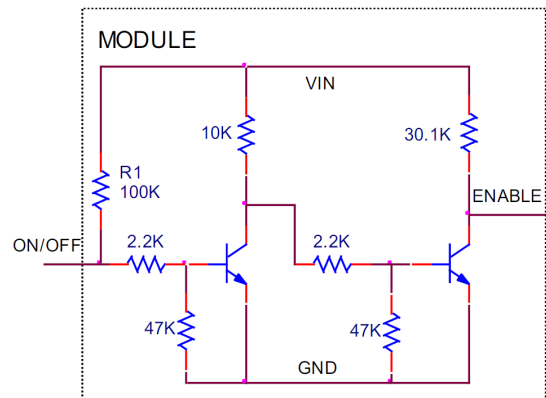 MODULE
VIN
10K
30.1K
R1
100K
ENABLE
ON/OFF
2.2K
2.2K
47K
47K
GND